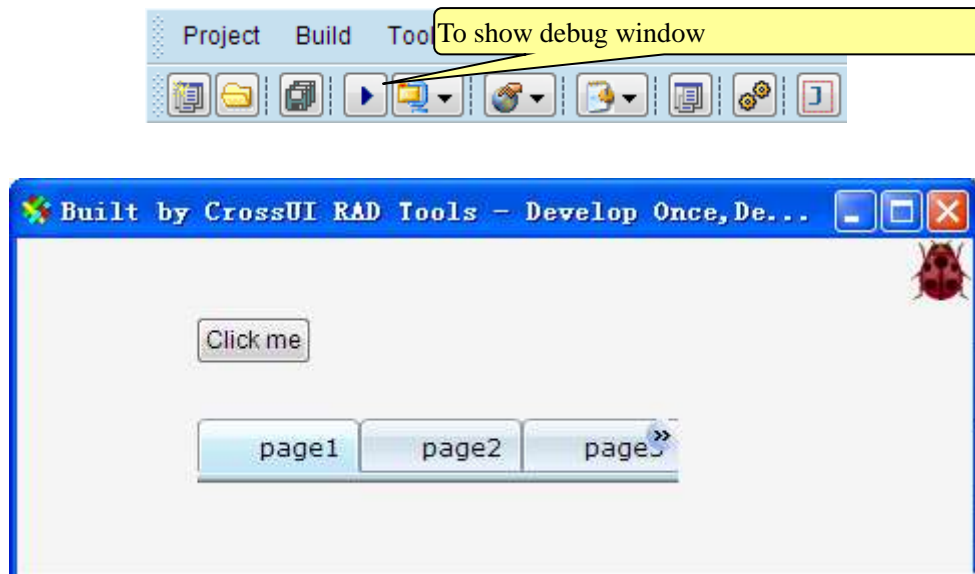 Project Build Tool
To show debug window
Built by CrossUI RAD Tools - Develop Once,De...
Click me
page1 page2 page3